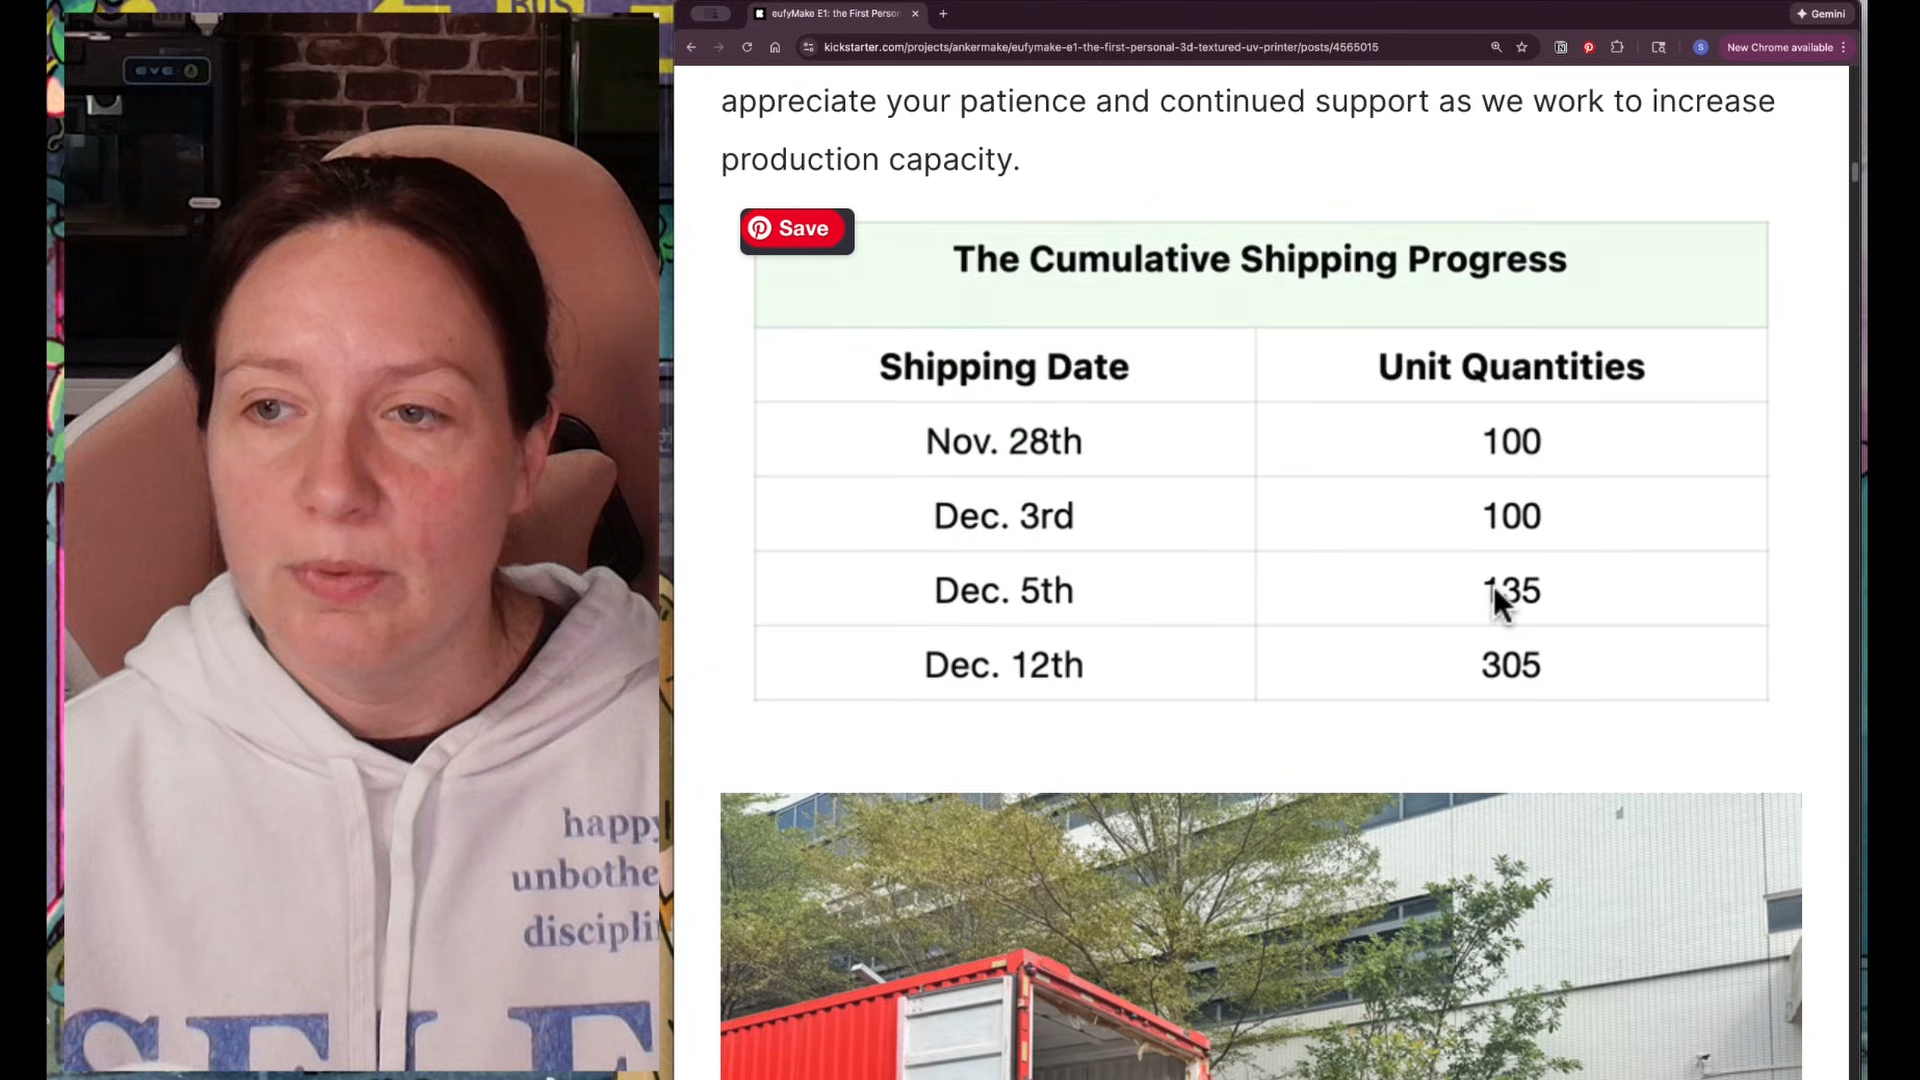 BUS
eufyMake E1: the First Person
Gemini
kickstarter.com/projects/ankermake/eufymake-e1-the-first-personal-3d-textured-uv-printer/posts/4565015
S
New Chrome available
appreciate your patience and continued support as we work to increase
production capacity.
Save
The Cumulative Shipping Progress
Shipping Date Unit Quantities
Nov. 28th 100
Dec. 3rd 100
Dec. 5th 135
Dec. 12th 305
happy
unbothe
discipli
SELF